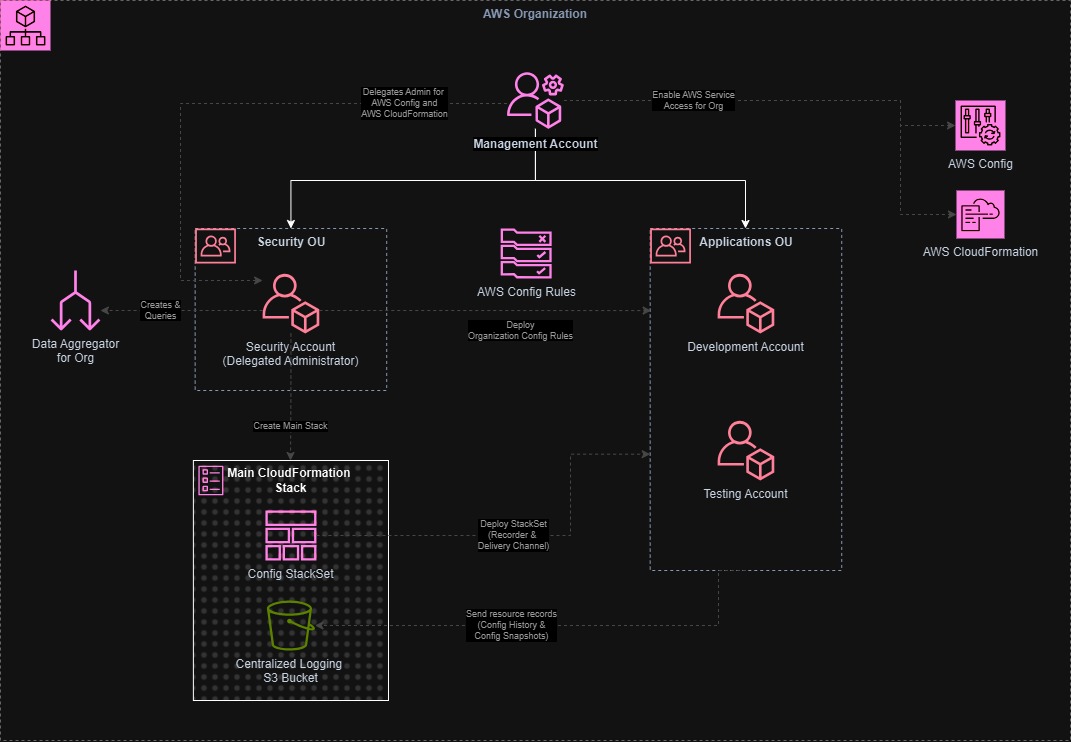 AWS Organization
Delegates Admin for
AWS Config and
AWS CloudFormation
Enable AWS Service
Access for Org
Management Account
AWS Config
AWS CloudFormation
Security OU
Applications OU
AWS Config Rules
Creates &
Queries
Deploy
Organization Config Rules
Data Aggregator
for Org
Security Account
(Delegated Administrator)
Development Account
Create Main Stack
Main CloudFormation
Stack
Testing Account
Deploy StackSet
(Recorder &
Delivery Channel)
Config StackSet
Send resource records
(Config History &
Config Snapshots)
Centralized Logging
S3 Bucket